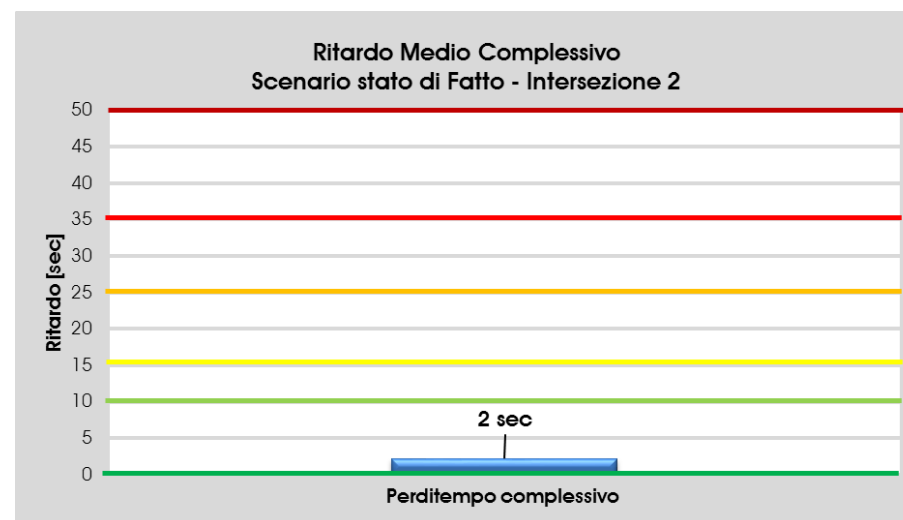 Ritardo Medio Complessivo
Scenario stato di Fatto - Intersezione 2
50
45
40
35
30
25
20
15
10
5
0
Ritardo [sec]
2 sec
Perditempo complessivo